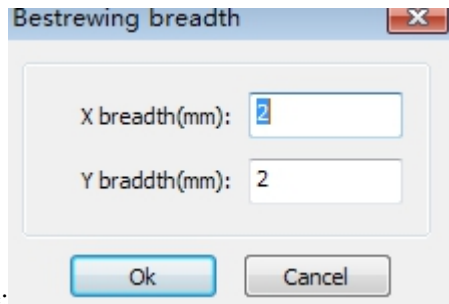 Bestrewing breadth
X breadth(mm): 2
Y braddth(mm): 2
Ok Cancel
.